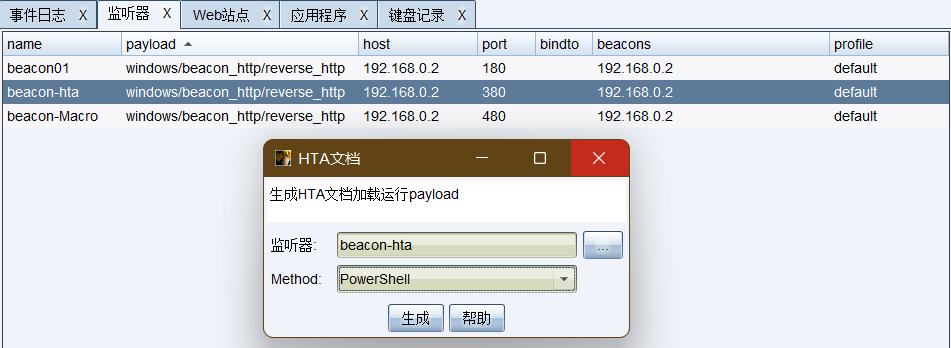 事件日志 X 监听器 X Web站点 X 应用程序 X 键盘记录 X
name payload host port bindto beacons profile
beacon01 windows/beacon_http/reverse_http 192.168.0.2 180 192.168.0.2 default
beacon-hta windows/beacon_http/reverse_http 192.168.0.2 380 192.168.0.2 default
beacon-Macro windows/beacon_http/reverse_http 192.168.0.2 480 192.168.0.2 default
HTA文档
生成HTA文档加载运行payload
监听器: beacon-hta ...
Method: PowerShell
生成 帮助